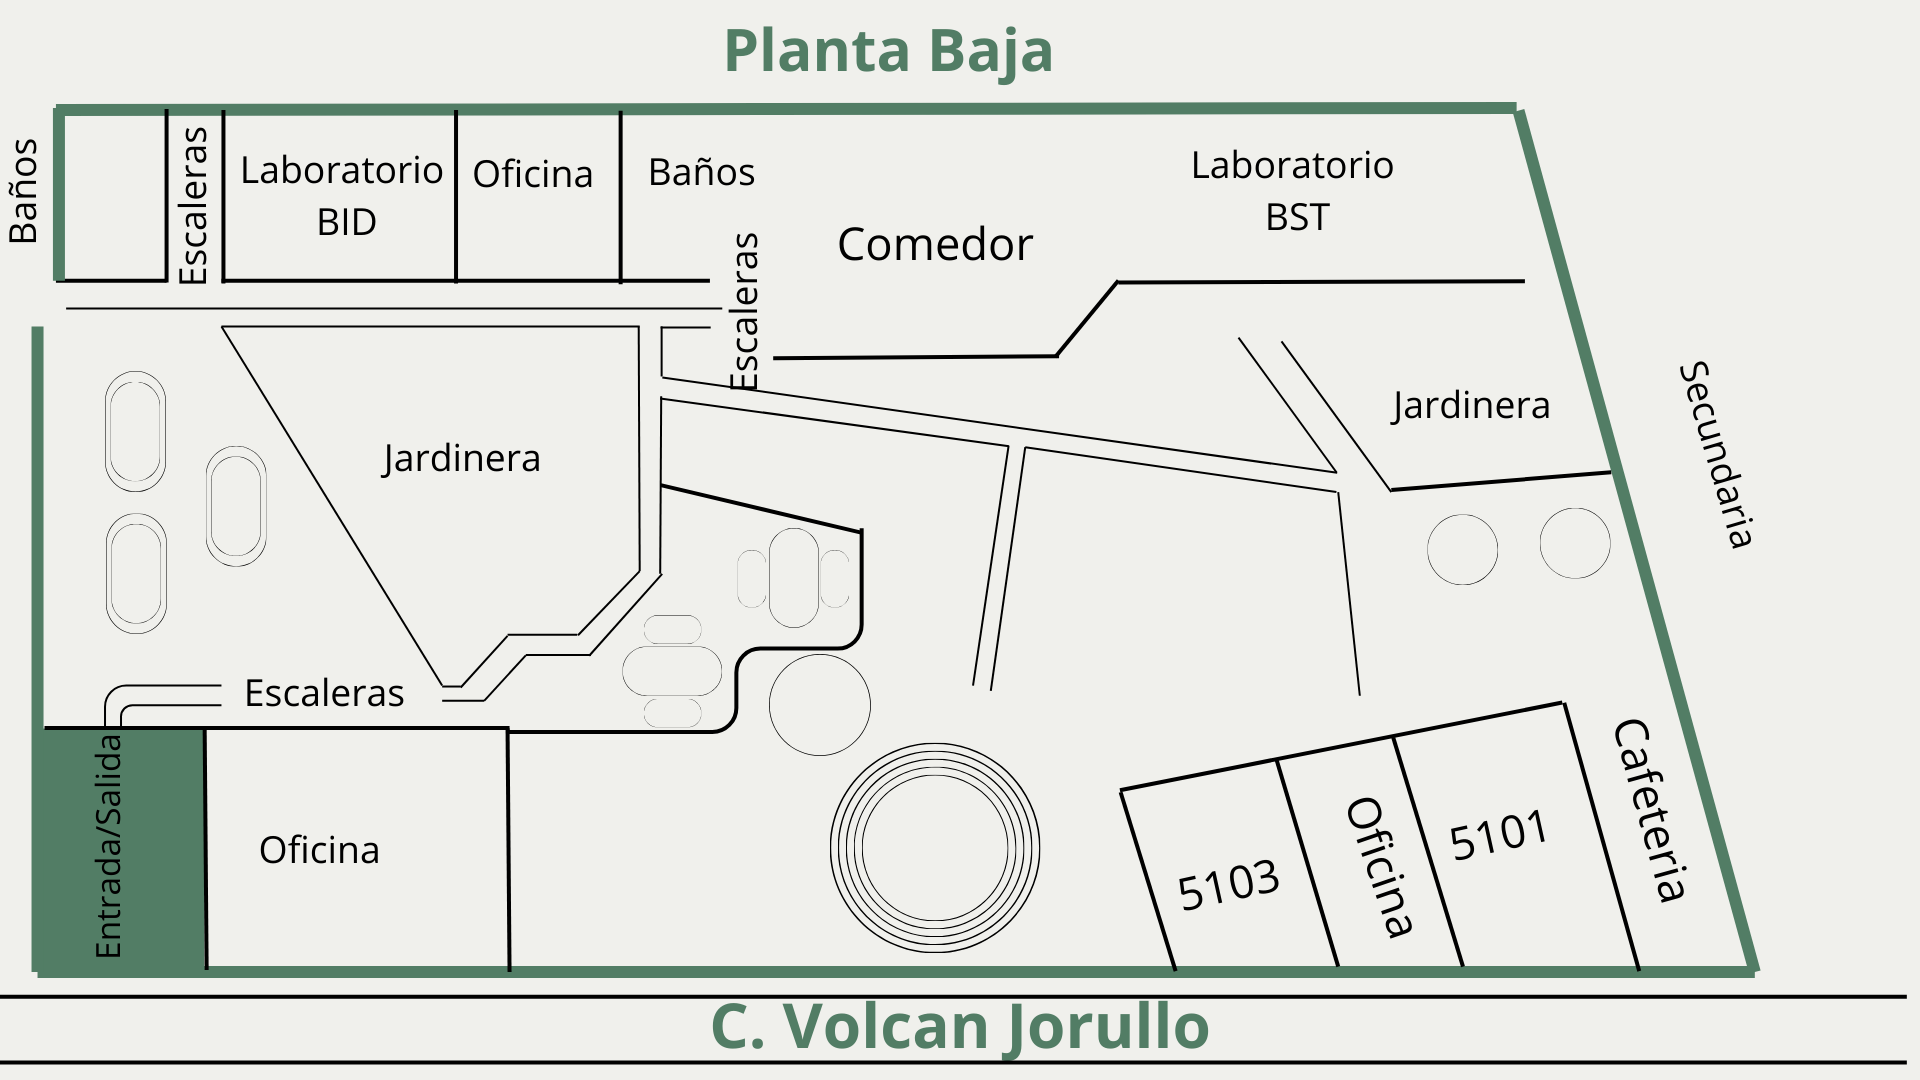 Planta Baja
Baños
Escaleras
Laboratorio
BID
Oficina
Baños
Escaleras
Comedor
Laboratorio
BST
Jardinera
Jardinera
Secundaria
Escaleras
Entrada/Salida
Oficina
5103
Oficina
5101
Cafeteria
C. Volcan Jorullo